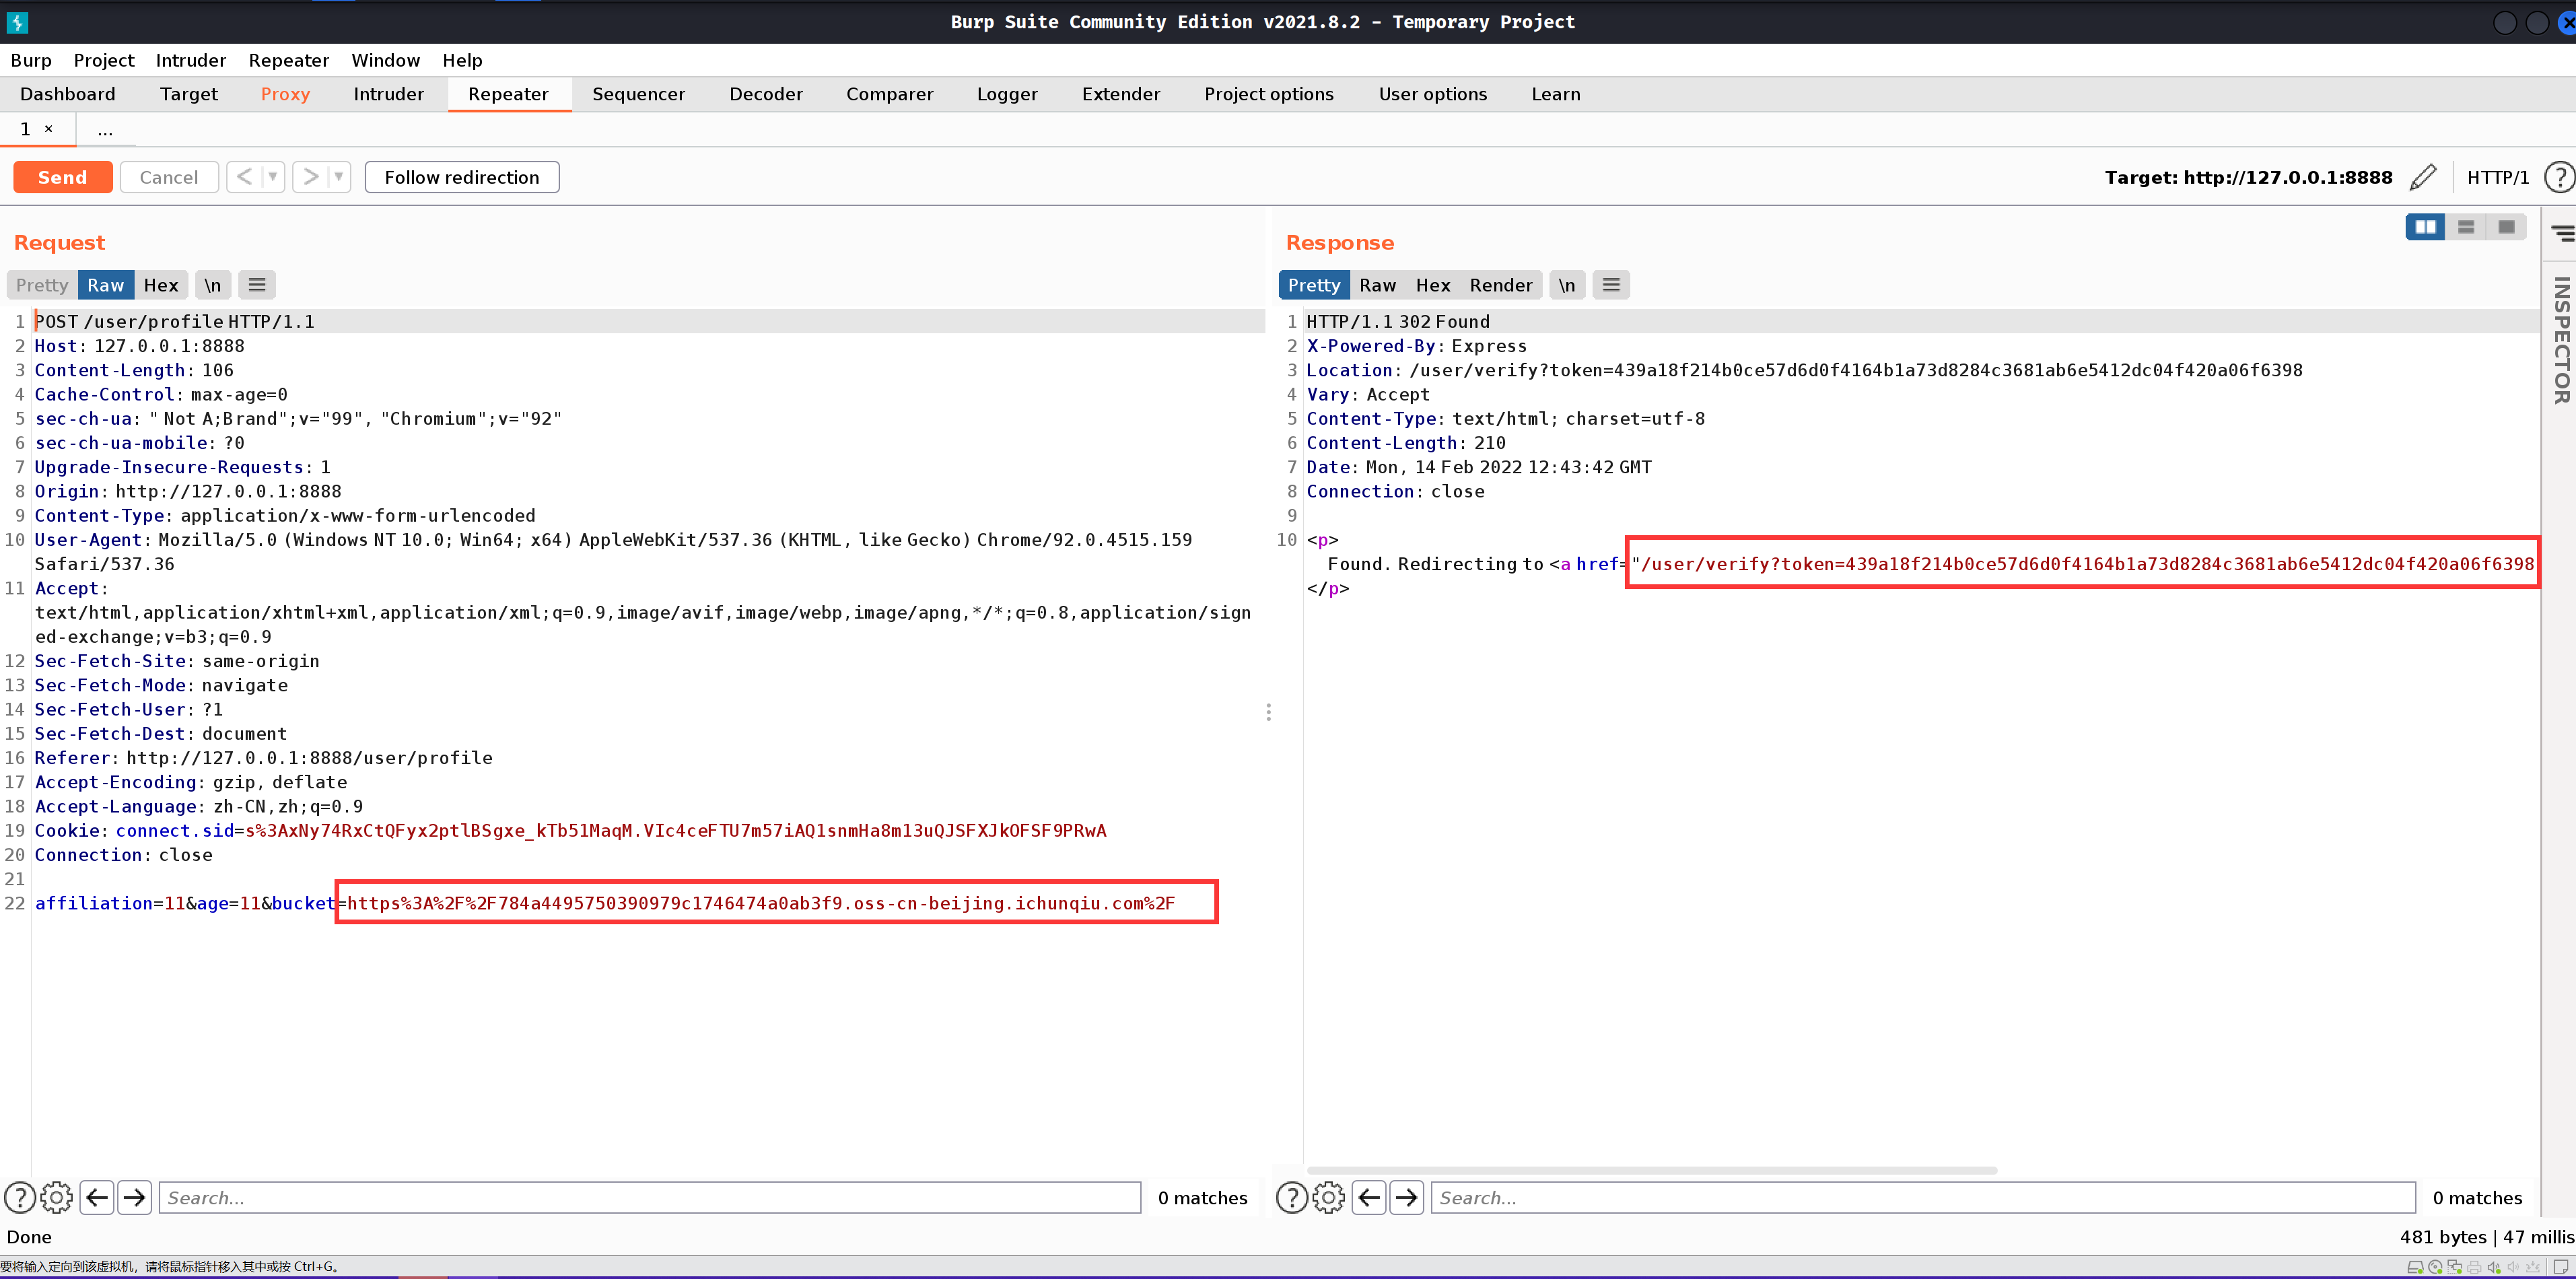 Burp Suite Community Edition v2021.8.2 - Temporary Project
Burp Project Intruder Repeater Window Help
Dashboard Target Proxy Intruder Repeater Sequencer Decoder Comparer Logger Extender Project options User options Learn
1 × ...
Send Cancel < > Follow redirection Target: http://127.0.0.1:8888 HTTP/1 ?
Request
Pretty Raw Hex \n
1 POST /user/profile HTTP/1.1
2 Host: 127.0.0.1:8888
3 Content-Length: 106
4 Cache-Control: max-age=0
5 sec-ch-ua: " Not A;Brand";v="99", "Chromium";v="92"
6 sec-ch-ua-mobile: ?0
7 Upgrade-Insecure-Requests: 1
8 Origin: http://127.0.0.1:8888
9 Content-Type: application/x-www-form-urlencoded
10 User-Agent: Mozilla/5.0 (Windows NT 10.0; Win64; x64) AppleWebKit/537.36 (KHTML, like Gecko) Chrome/92.0.4515.159
Safari/537.36
11 Accept:
text/html,application/xhtml+xml,application/xml;q=0.9,image/avif,image/webp,image/apng,*/*;q=0.8,application/sign
ed-exchange;v=b3;q=0.9
12 Sec-Fetch-Site: same-origin
13 Sec-Fetch-Mode: navigate
14 Sec-Fetch-User: ?1
15 Sec-Fetch-Dest: document
16 Referer: http://127.0.0.1:8888/user/profile
17 Accept-Encoding: gzip, deflate
18 Accept-Language: zh-CN,zh;q=0.9
19 Cookie: connect.sid=s%3AxNy74RxCtQFyx2ptlBSgxe_kTb51MaqM.VIc4ceFTU7m57iAQ1snmHa8m13uQJSFXJkOFSF9PRwA
20 Connection: close
21
22 affiliation=11&age=11&bucket=https%3A%2F%2F784a4495750390979c1746474a0ab3f9.oss-cn-beijing.ichunqiu.com%2F
? Search... 0 matches
Response
Pretty Raw Hex Render \n
1 HTTP/1.1 302 Found
2 X-Powered-By: Express
3 Location: /user/verify?token=439a18f214b0ce57d6d0f4164b1a73d8284c3681ab6e5412dc04f420a06f6398
4 Vary: Accept
5 Content-Type: text/html; charset=utf-8
6 Content-Length: 210
7 Date: Mon, 14 Feb 2022 12:43:42 GMT
8 Connection: close
9
10 <p>
Found. Redirecting to <a href="/user/verify?token=439a18f214b0ce57d6d0f4164b1a73d8284c3681ab6e5412dc04f420a06f6398
</p>
? Search... 0 matches
INSPECTOR
Done 481 bytes | 47 millis
要将输入定向到该虚拟机，请将鼠标指针移入其中或按 Ctrl+G。